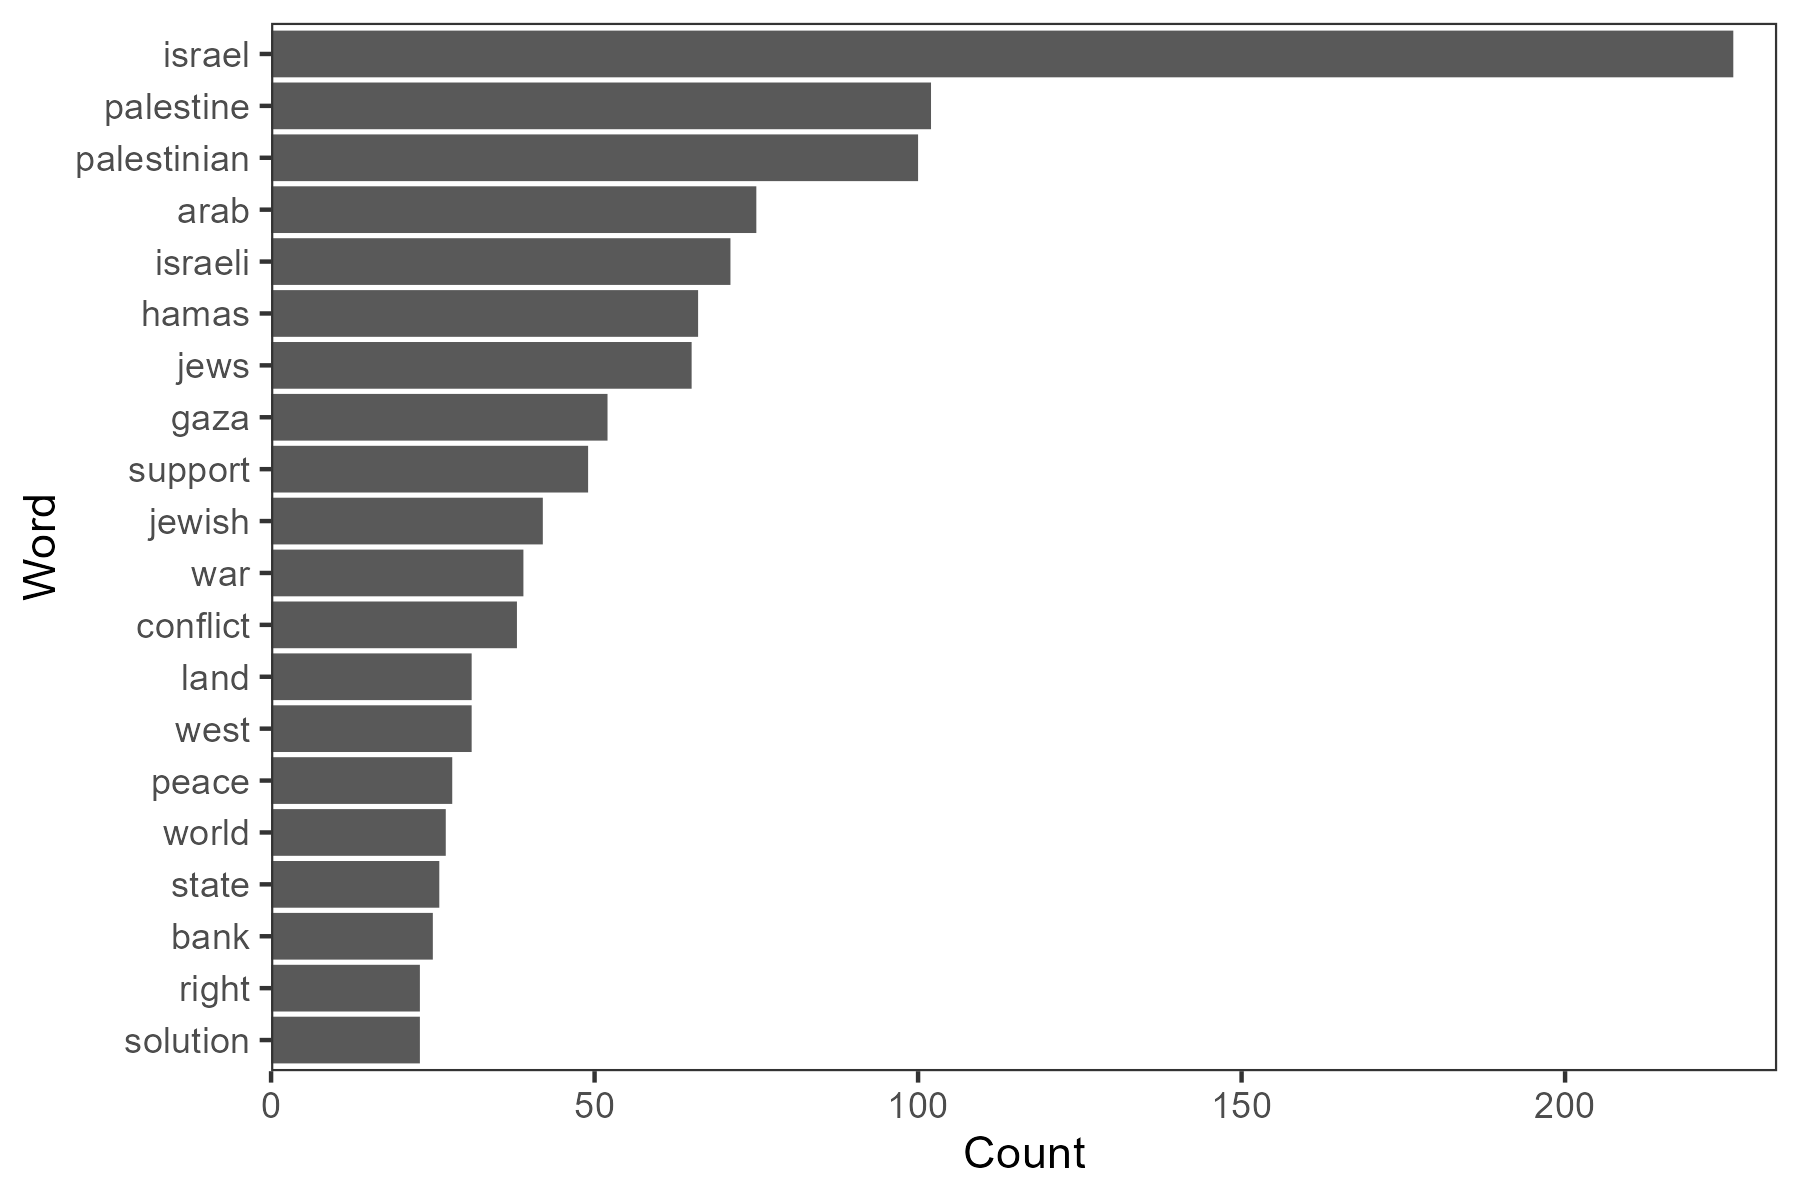 israel
palestine
palestinian
arab
israeli
hamas
jews
gaza
support
jewish
war
conflict
land
west
peace
world
state
bank
right
solution
Word
0 50 100 150 200
Count